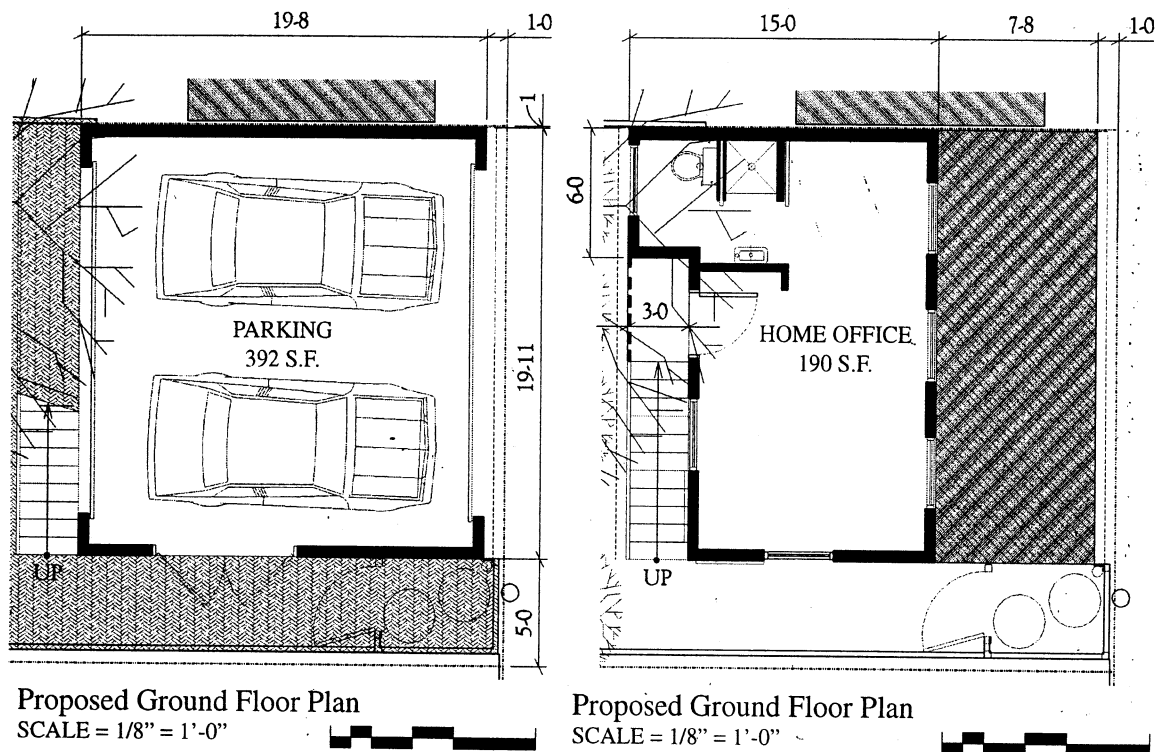 19-8
1-0
15-0
7-8
1-0
1
6-0
PARKING
392 S.F.
19-11
3-0
HOME OFFICE
190 S.F.
UP
UP
5-0
Proposed Ground Floor Plan
SCALE = 1/8” = 1’-0”
Proposed Ground Floor Plan
SCALE = 1/8” = 1’-0”